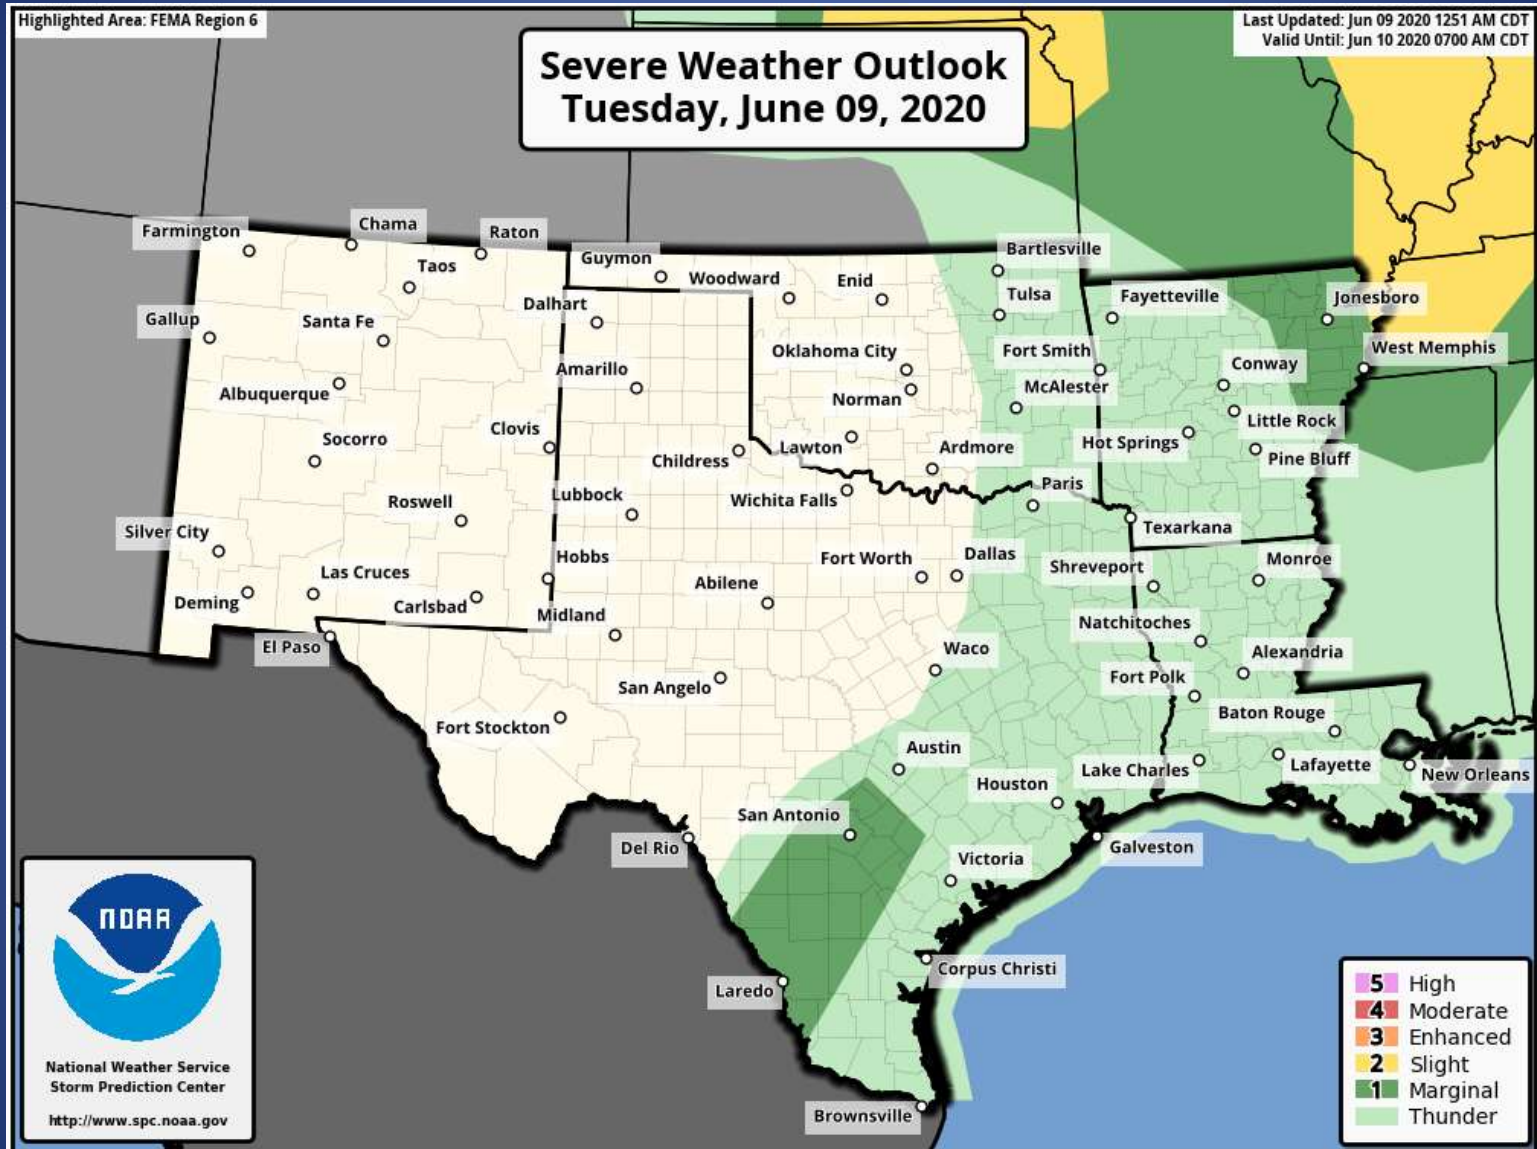 Highlighted Area: FEMA Region 6
Last Updated: Jun 09 2020 1251 AM CDT
Valid Until: Jun 10 2020 0700 AM CDT
Severe Weather Outlook
Tuesday, June 09, 2020
Farmington
Chama
Raton
Taos
Guymon
Woodward
Enid
Bartlesville
Tulsa
Fayetteville
Jonesboro
Gallup
Santa Fe
Dalhart
Oklahoma City
Fort Smith
Conway
West Memphis
Albuquerque
Amarillo
Norman
McAlester
Little Rock
Socorro
Clovis
Childress
Lawton
Ardmore
Hot Springs
Pine Bluff
Roswell
Lubbock
Wichita Falls
Paris
Texarkana
Silver City
Las Cruces
Hobbs
Abilene
Fort Worth
Dallas
Shreveport
Monroe
Deming
Carlsbad
Midland
Natchitoches
El Paso
San Angelo
Waco
Fort Polk
Alexandria
Fort Stockton
Austin
Baton Rouge
Houston
Lake Charles
Lafayette
New Orleans
San Antonio
Del Rio
Victoria
Galveston
Laredo
Corpus Christi
Brownsville
NOAA
National Weather Service
Storm Prediction Center
http://www.spc.noaa.gov
5 High
4 Moderate
3 Enhanced
2 Slight
1 Marginal
Thunder